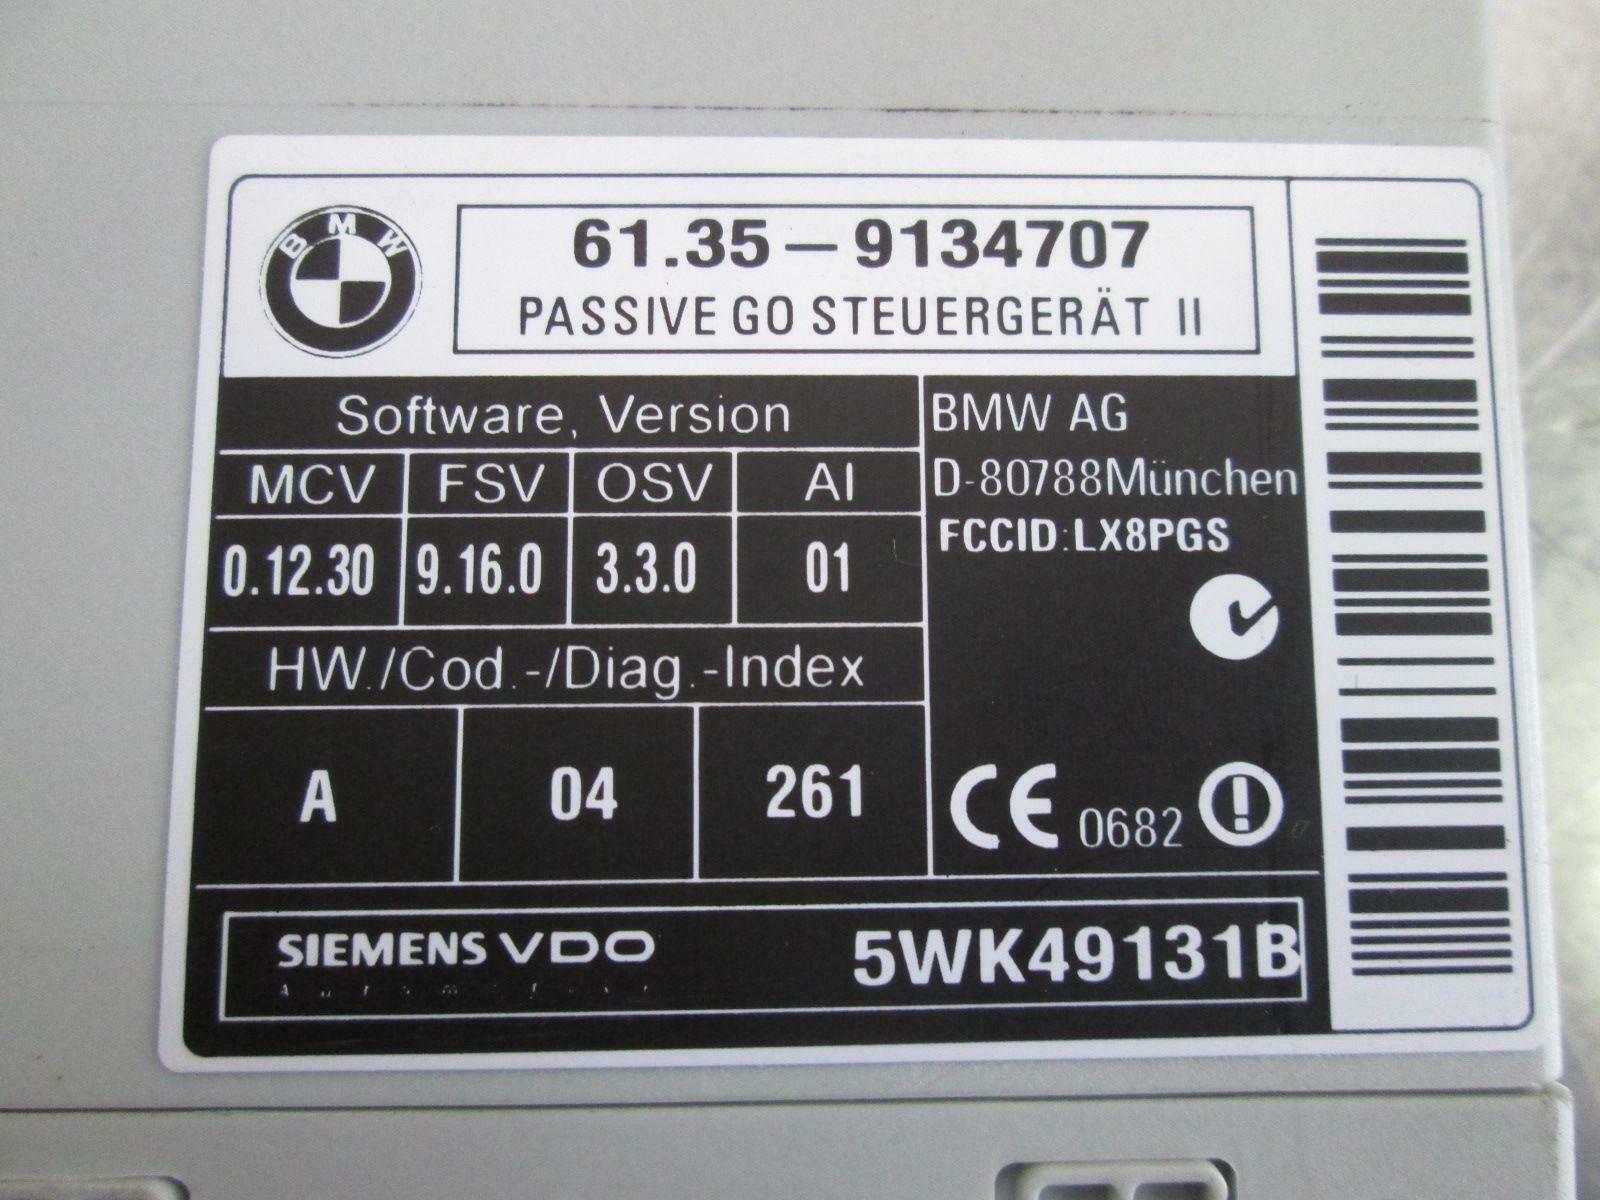 BMW
61.35-9134707
PASSIVE GO STEUERGERÄT II
Software, Version
MCV FSV OSV AI
0.12.30 9.16.0 3.3.0 01
HW./Cod.-/Diag.-Index
A 04 261
BMW AG
D-80788München
FCCID:LX8PGS
CE 0682
SIEMENS VDO
5WK49131B